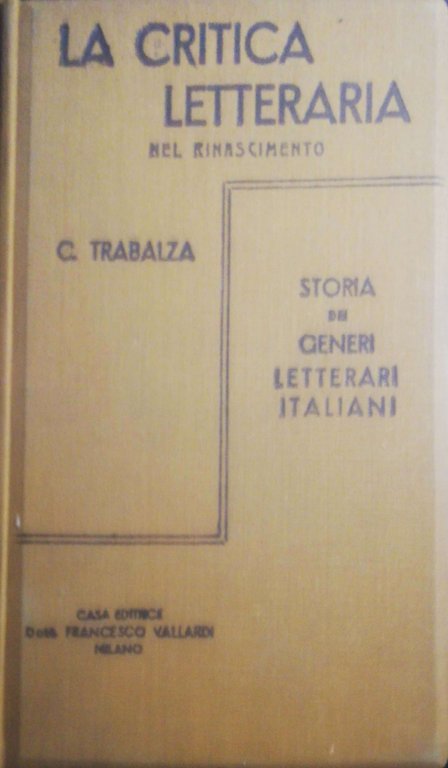 LA CRITICA
LETTERARIA
NEL RINASCIMENTO
C. TRABALZA
STORIA
DEI
GENERI
LETTERARI
ITALIANI
CASA EDITRICE
Dott. FRANCESCO VALLARDI
MILANO